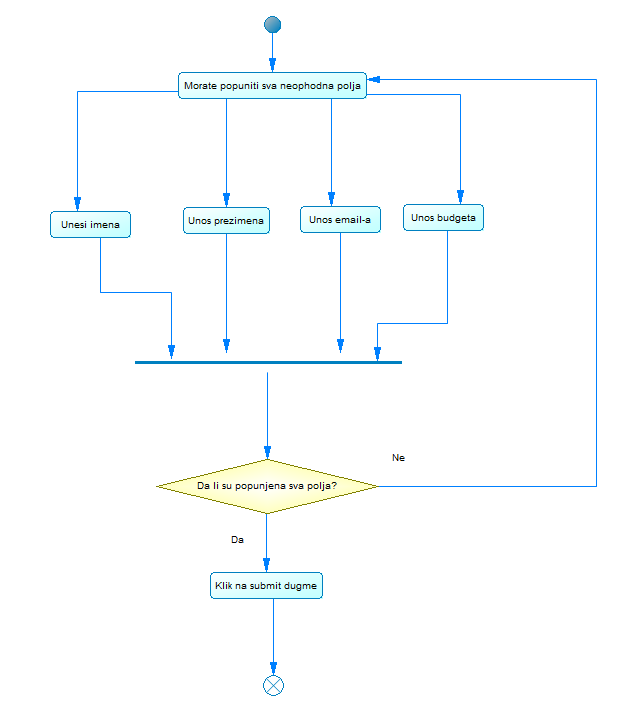 Morate popuniti sva neophodna polja
Unesi imena
Unos prezimena
Unos email-a
Unos budgeta
Ne
Da li su popunjena sva polja?
Da
Klik na submit dugme